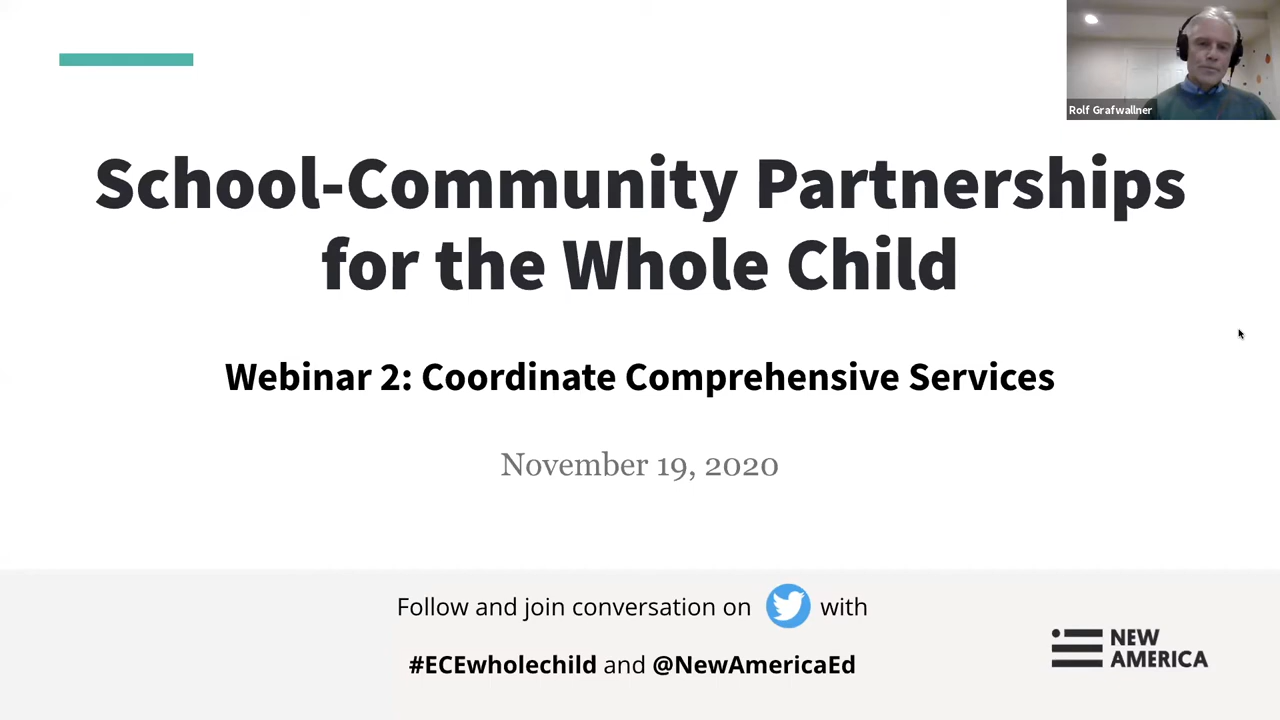 Rolf Grafwallner
School-Community Partnerships
for the Whole Child
Webinar 2: Coordinate Comprehensive Services
November 19, 2020
Follow and join conversation on with
#ECEwholechild and @NewAmericaEd
NEW
AMERICA